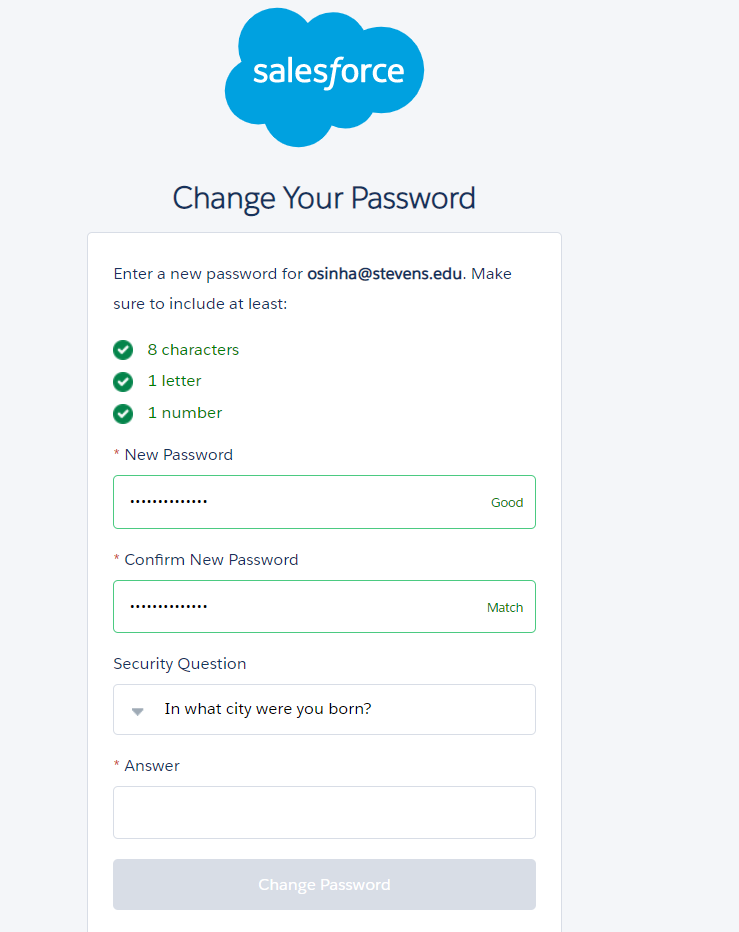 salesforce
Change Your Password
Enter a new password for osinha@stevens.edu. Make
sure to include at least:
8 characters
1 letter
1 number
* New Password
•••••••••••••• Good
* Confirm New Password
•••••••••••••• Match
Security Question
In what city were you born?
* Answer
Change Password